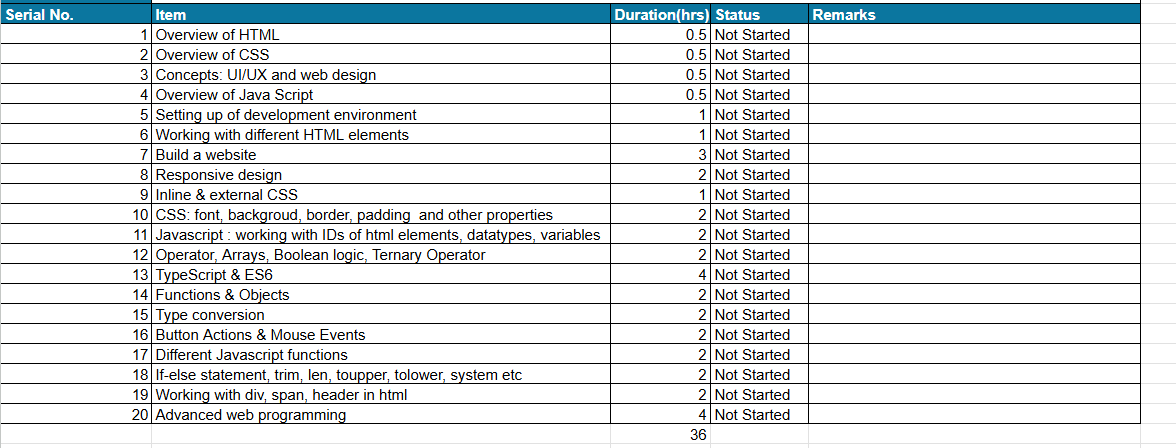 Serial No. Item Duration(hrs) Status Remarks
1 Overview of HTML 0.5 Not Started
2 Overview of CSS 0.5 Not Started
3 Concepts: UI/UX and web design 0.5 Not Started
4 Overview of Java Script 0.5 Not Started
5 Setting up of development environment 1 Not Started
6 Working with different HTML elements 1 Not Started
7 Build a website 3 Not Started
8 Responsive design 2 Not Started
9 Inline & external CSS 1 Not Started
10 CSS: font, backgroud, border, padding  and other properties 2 Not Started
11 Javascript : working with IDs of html elements, datatypes, variables 2 Not Started
12 Operator, Arrays, Boolean logic, Ternary Operator 2 Not Started
13 TypeScript & ES6 4 Not Started
14 Functions & Objects 2 Not Started
15 Type conversion 2 Not Started
16 Button Actions & Mouse Events 2 Not Started
17 Different Javascript functions 2 Not Started
18 If-else statement, trim, len, toupper, tolower, system etc 2 Not Started
19 Working with div, span, header in html 2 Not Started
20 Advanced web programming 4 Not Started
36